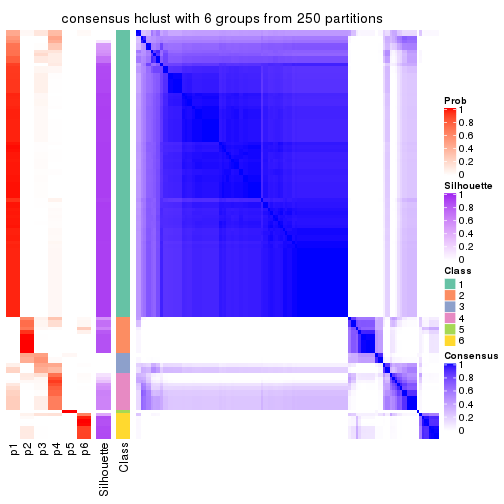 consensus hclust with 6 groups from 250 partitions
Prob
1
0.8
0.6
0.4
0.2
0
Silhouette
1
0.8
0.6
0.4
0.2
0
Class
1
2
3
4
5
6
Consensus
1
0.8
0.6
0.4
0.2
0
p1
p2
p3
p4
p5
p6
Silhouette
Class